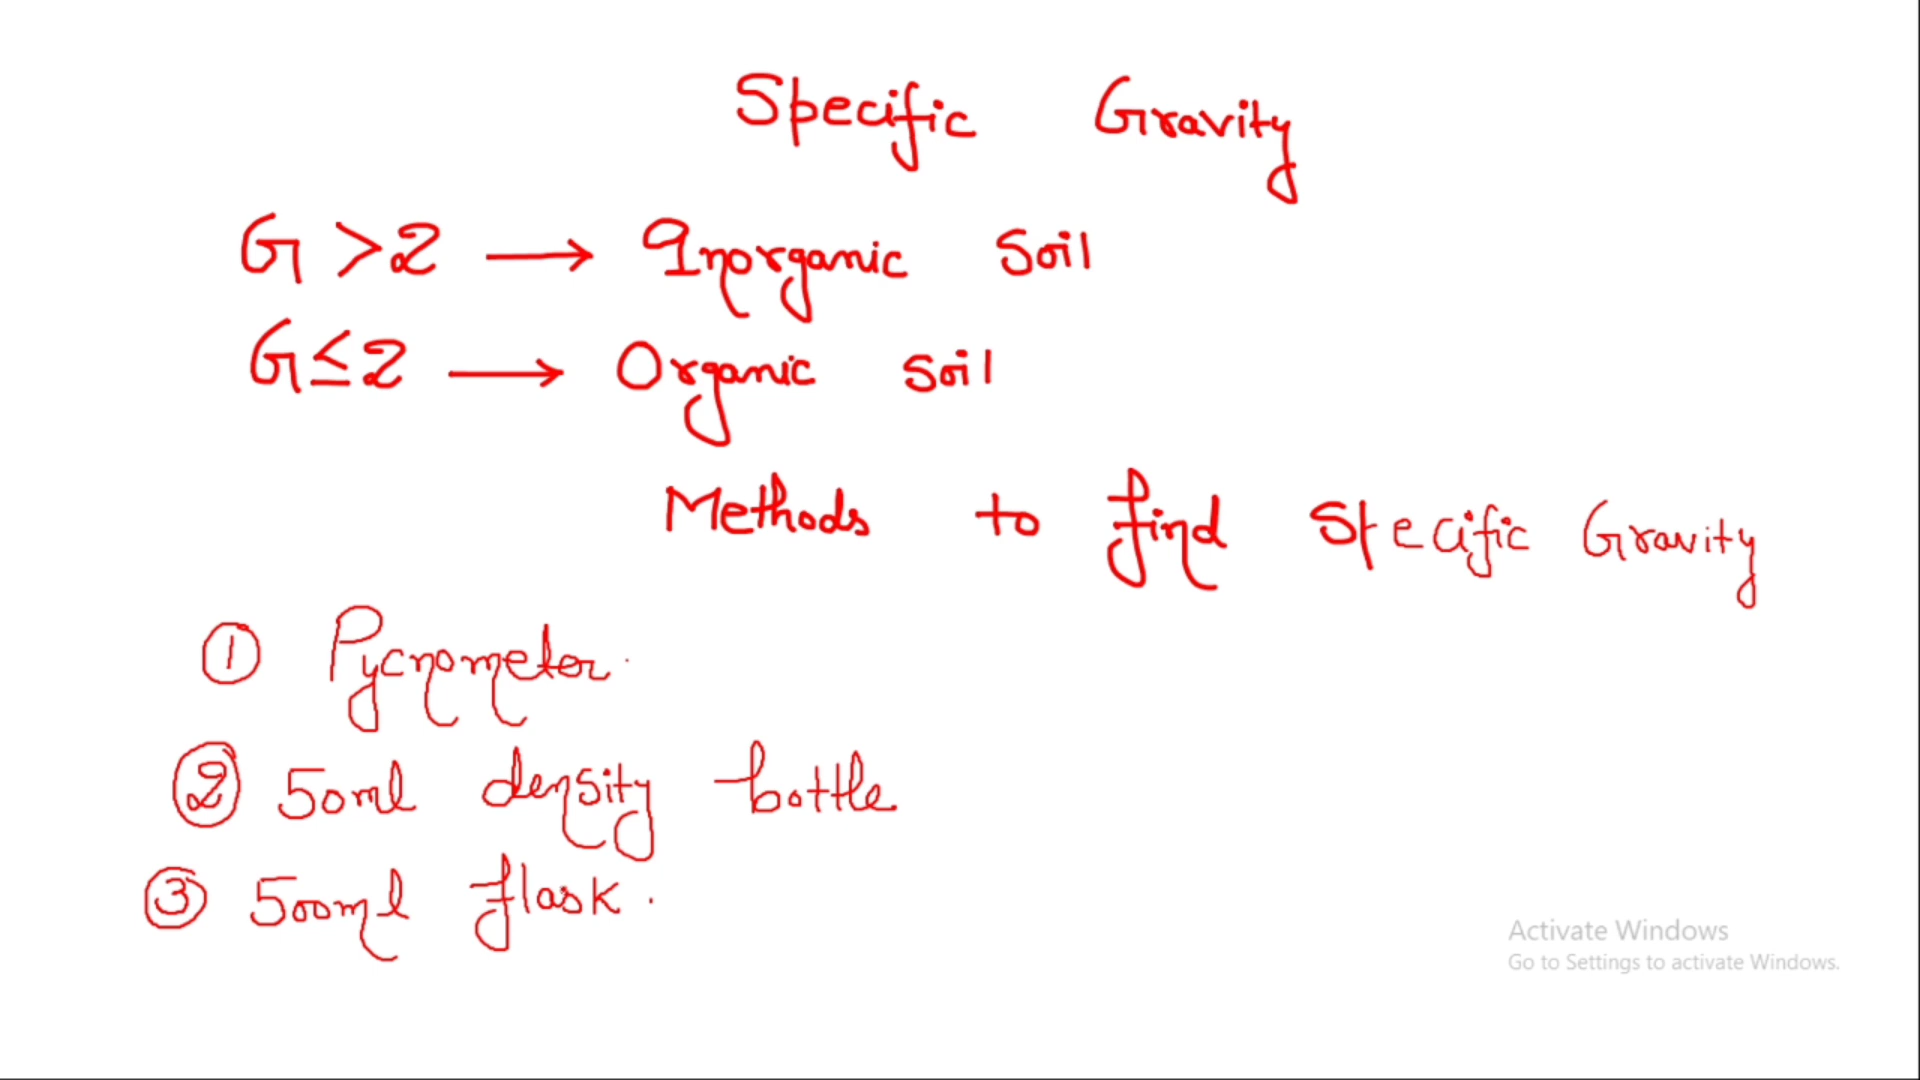 Specific Gravity
G > 2 → Inorganic Soil
G ≤ 2 → Organic Soil
Methods to find Specific Gravity
① Pycnometer.
② 50ml density bottle
③ 500ml flask.
Activate Windows
Go to Settings to activate Windows.